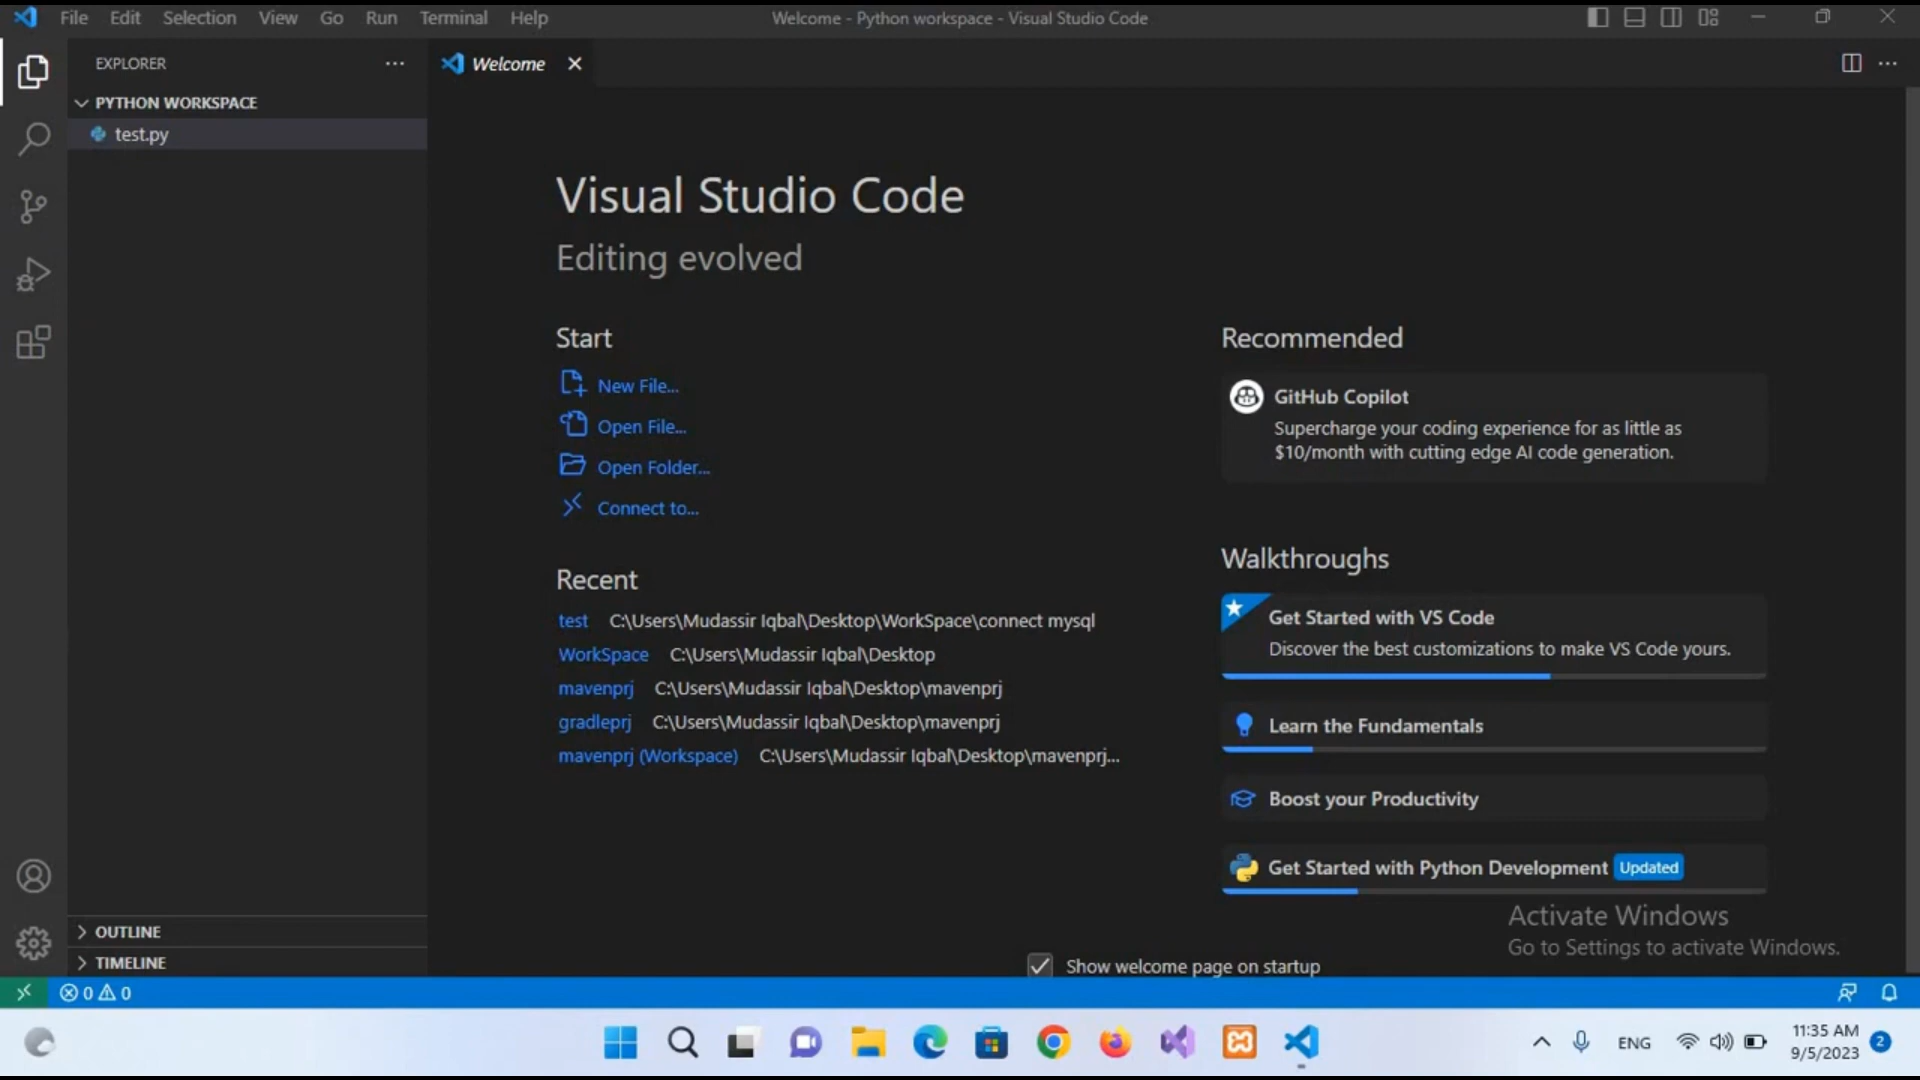 File Edit Selection View Go Run Terminal Help
Welcome - Python workspace - Visual Studio Code
EXPLORER
PYTHON WORKSPACE
test.py
OUTLINE
TIMELINE
Welcome
Visual Studio Code
Editing evolved
Start
New File...
Open File...
Open Folder...
Connect to...
Recent
test C:\Users\Mudassir Iqbal\Desktop\WorkSpace\connect mysql
WorkSpace C:\Users\Mudassir Iqbal\Desktop
mavenprj C:\Users\Mudassir Iqbal\Desktop\mavenprj
gradleprj C:\Users\Mudassir Iqbal\Desktop\mavenprj
mavenprj (Workspace) C:\Users\Mudassir Iqbal\Desktop\mavenprj...
Recommended
GitHub Copilot
Supercharge your coding experience for as little as
$10/month with cutting edge AI code generation.
Walkthroughs
Get Started with VS Code
Discover the best customizations to make VS Code yours.
Learn the Fundamentals
Boost your Productivity
Get Started with Python Development Updated
Activate Windows
Go to Settings to activate Windows.
Show welcome page on startup
0 0
ENG
11:35 AM
9/5/2023
2